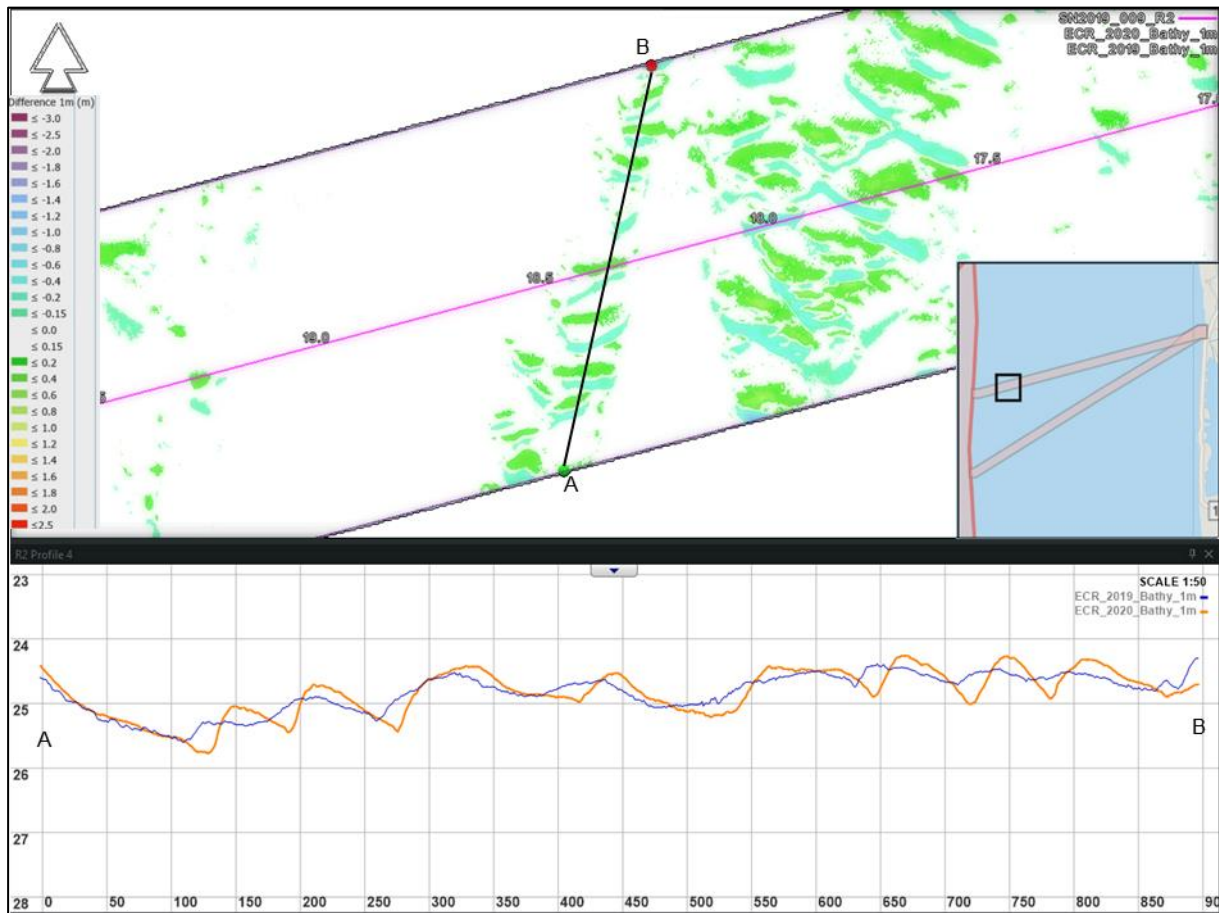 B
SN2019_009_R2
ECR_2020_Bathy_1m
ECR_2019_Bathy_1m
Difference 1m (m)
≤ -3.0
≤ -2.5
≤ -2.0
≤ -1.8
≤ -1.6
≤ -1.4
≤ -1.2
≤ -1.0
≤ -0.8
≤ -0.6
≤ -0.4
≤ -0.2
≤ -0.15
≤ 0.0
≤ 0.15
≤ 0.2
≤ 0.4
≤ 0.6
≤ 0.8
≤ 1.0
≤ 1.2
≤ 1.4
≤ 1.6
≤ 1.8
≤ 2.0
≤2.5
17.5
18.0
18.5
19.0
A
1
R2 Profile 4
SCALE 1:50
ECR_2019_Bathy_1m
ECR_2020_Bathy_1m
23
24
25
26
27
28
A
B
0 50 100 150 200 250 300 350 400 450 500 550 600 650 700 750 800 850 90